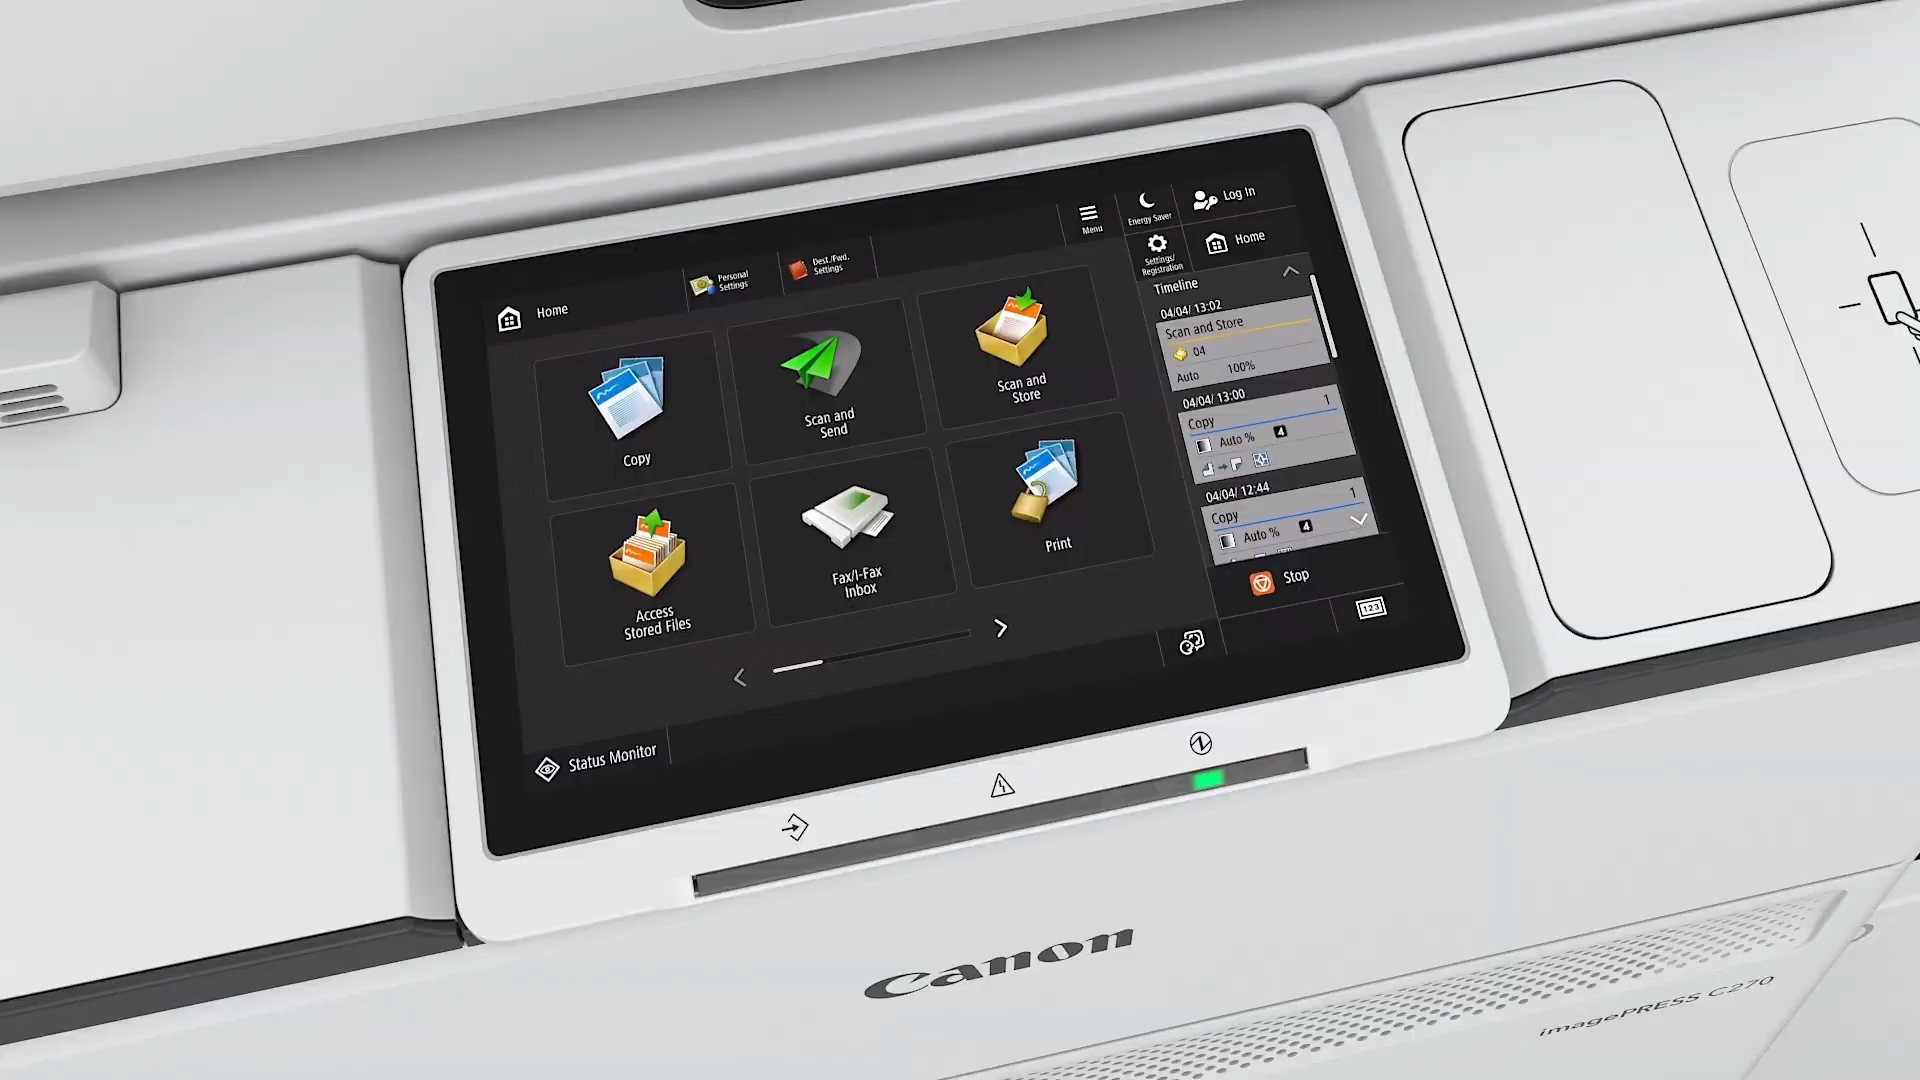 Home
Personal
Settings
Dest./Fwd.
Settings
Menu
Energy Saver
Log In
Settings/
Registration
Home
Copy
Scan and
Send
Scan and
Store
Access
Stored Files
Fax/I-Fax
Inbox
Print
Timeline
04/04/ 13:02
Scan and Store
04
Auto 100%
04/04/ 13:00
Copy 1
Auto % 4
04/04/ 12:44
Copy 1
Auto % 4
Stop
123
Status Monitor
Canon
imagePRESS C270